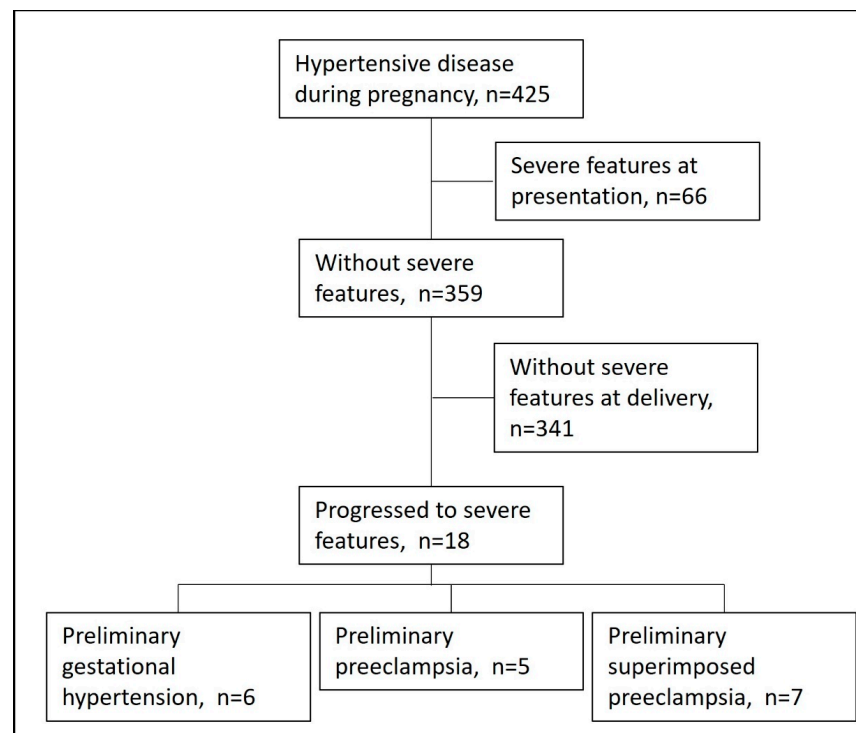 Hypertensive disease
during pregnancy, n=425
Severe features at
presentation, n=66
Without severe
features,  n=359
Without severe
features at delivery,
n=341
Progressed to severe
features,  n=18
Preliminary
gestational
hypertension,  n=6
Preliminary
preeclampsia, n=5
Preliminary
superimposed
preeclampsia, n=7